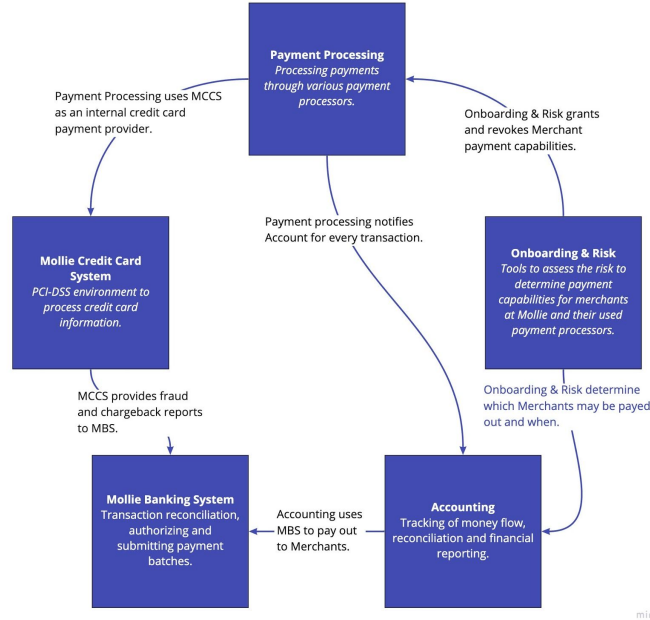 Payment Processing
Processing payments
through various payment
processors.
Payment Processing uses MCCS
as an internal credit card
payment provider.
Onboarding & Risk grants
and revokes Merchant
payment capabilities.
Payment processing notifies
Account for every transaction.
Mollie Credit Card
System
PCI-DSS environment to
process credit card
information.
Onboarding & Risk
Tools to assess the risk to
determine payment
capabilities for merchants
at Mollie and their used
payment processors.
MCCS provides fraud
and chargeback reports
to MBS.
Onboarding & Risk determine
which Merchants may be payed
out and when.
Mollie Banking System
Transaction reconciliation,
authorizing and
submitting payment
batches.
Accounting uses
MBS to pay out
to Merchants.
Accounting
Tracking of money flow,
reconciliation and financial
reporting.